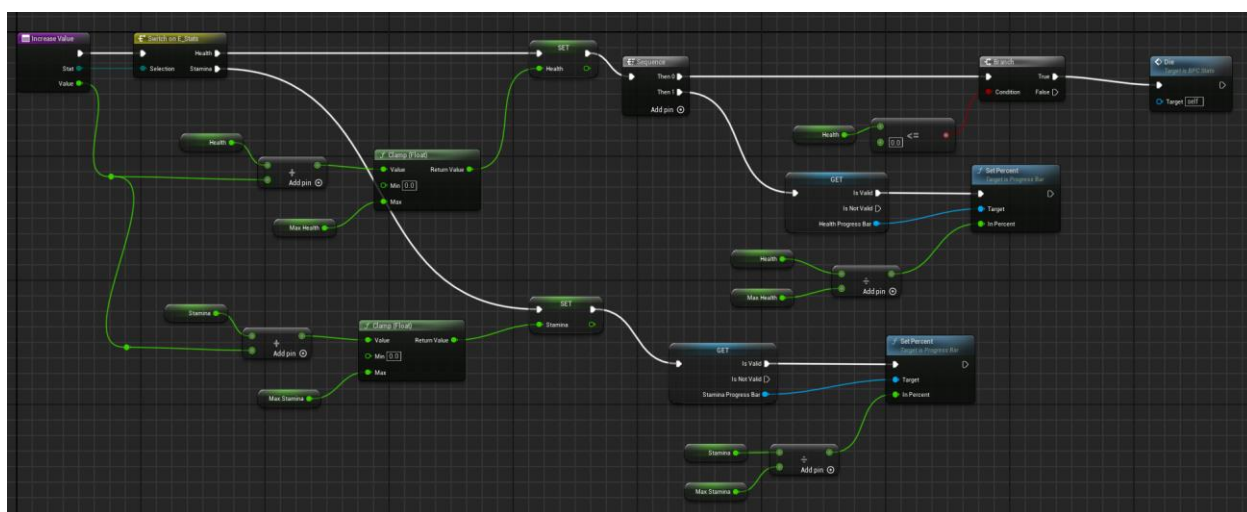 Increase Value
Stat
Value
Switch on E_Stats
Selection
Health
Stamina
SET
Health
Sequence
Then 0
Then 1
Add pin
Branch
Condition
True
False
Die
Target is BPC Stats
Target self
Health
+
Add pin
Max Health
Clamp (Float)
Value
Min 0.0
Max
Return Value
Health
<=
0.0
GET
Is Valid
Is Not Valid
Health Progress Bar
Set Percent
Target is Progress Bar
Target
In Percent
Health
Max Health
÷
Add pin
Stamina
+
Add pin
Max Stamina
Clamp (Float)
Value
Min 0.0
Max
Return Value
SET
Stamina
GET
Is Valid
Is Not Valid
Stamina Progress Bar
Set Percent
Target is Progress Bar
Target
In Percent
Stamina
Max Stamina
÷
Add pin